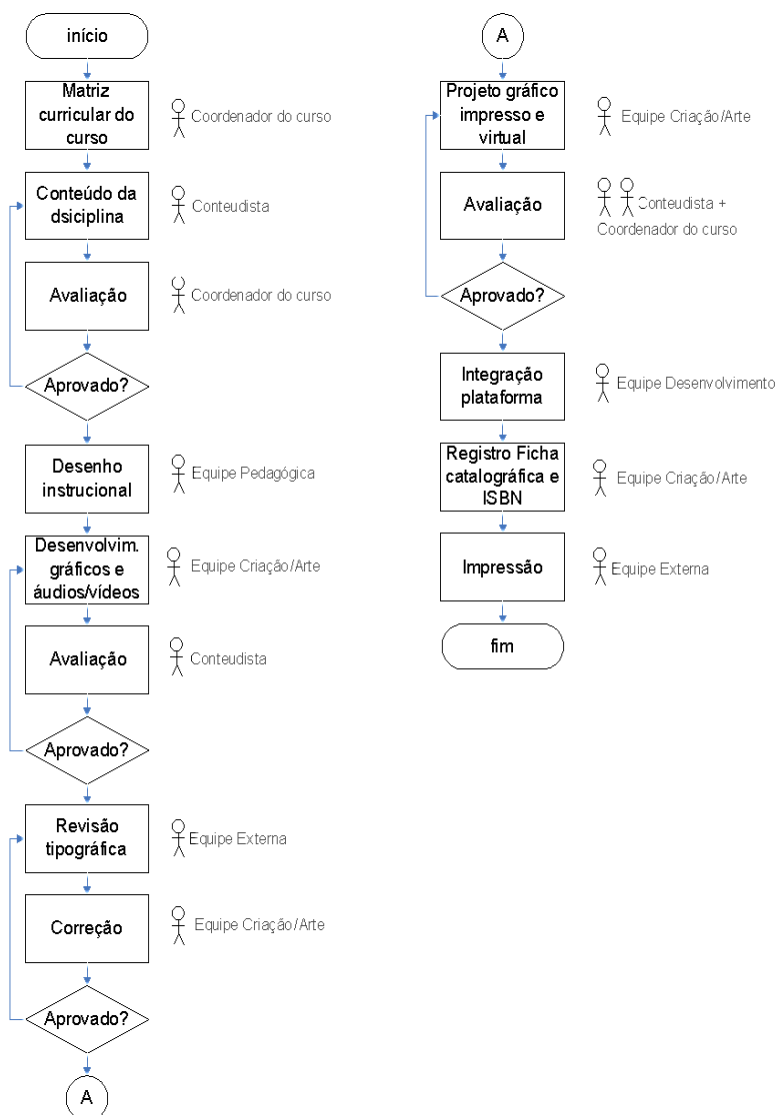 início
Matriz
curricular do
curso
Coordenador do curso
Conteúdo da
dsiciplina
Conteudista
Avaliação
Coordenador do curso
Aprovado?
Desenho
instrucional
Equipe Pedagógica
Desenvolvim.
gráficos e
áudios/vídeos
Equipe Criação/Arte
Avaliação
Conteudista
Aprovado?
Revisão
tipográfica
Equipe Externa
Correção
Equipe Criação/Arte
Aprovado?
A
A
Projeto gráfico
impresso e
virtual
Equipe Criação/Arte
Avaliação
Conteudista +
Coordenador do curso
Aprovado?
Integração
plataforma
Equipe Desenvolvimento
Registro Ficha
catalográfica e
ISBN
Equipe Criação/Arte
Impressão
Equipe Externa
fim